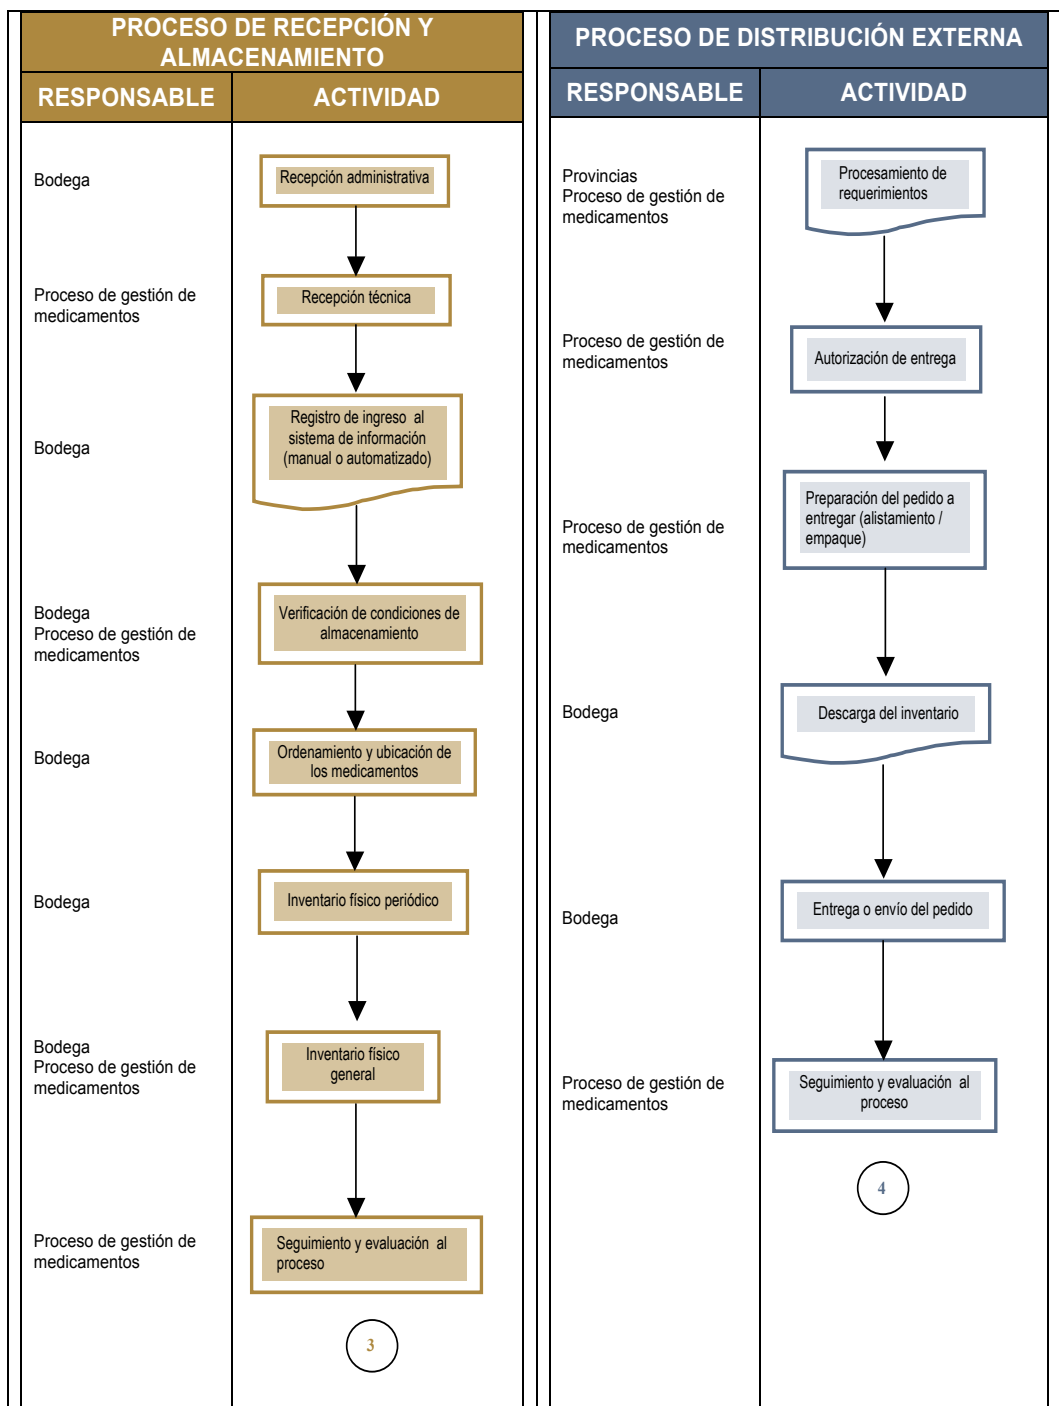 PROCESO DE RECEPCIÓN Y
ALMACENAMIENTO
RESPONSABLE
ACTIVIDAD
Bodega
Recepción administrativa
Proceso de gestión de
medicamentos
Recepción técnica
Bodega
Registro de ingreso al
sistema de información
(manual o automatizado)
Bodega
Proceso de gestión de
medicamentos
Verificación de condiciones de
almacenamiento
Bodega
Ordenamiento y ubicación de
los medicamentos
Bodega
Inventario físico periódico
Bodega
Proceso de gestión de
medicamentos
Inventario físico
general
Proceso de gestión de
medicamentos
Seguimiento y evaluación al
proceso
3
PROCESO DE DISTRIBUCIÓN EXTERNA
RESPONSABLE
ACTIVIDAD
Provincias
Proceso de gestión de
medicamentos
Procesamiento de
requerimientos
Proceso de gestión de
medicamentos
Autorización de entrega
Proceso de gestión de
medicamentos
Preparación del pedido a
entregar (alistamiento /
empaque)
Bodega
Descarga del inventario
Bodega
Entrega o envío del pedido
Proceso de gestión de
medicamentos
Seguimiento y evaluación al
proceso
4